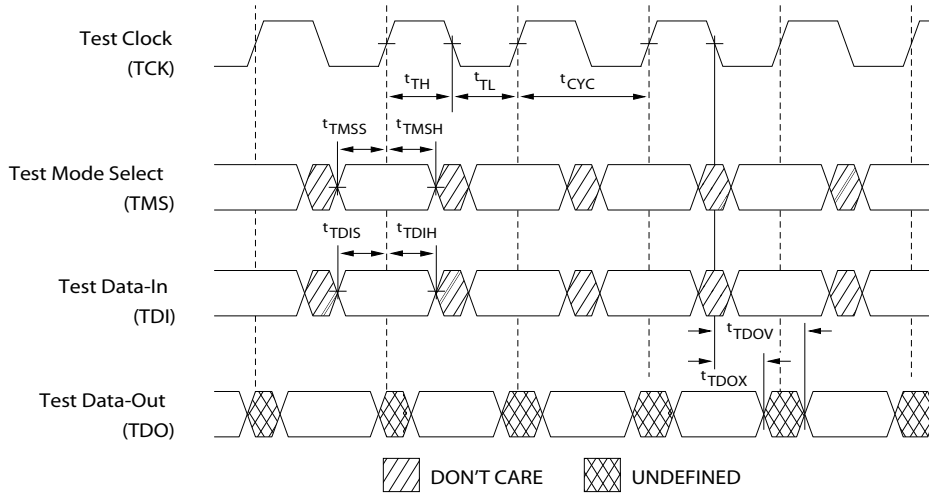 Test Clock
(TCK)
tTH
tTL
tCYC
tTMSS
tTMSH
Test Mode Select
(TMS)
tTDIS
tTDIH
Test Data-In
(TDI)
tTDOV
tTDOX
Test Data-Out
(TDO)
DON'T CARE
UNDEFINED